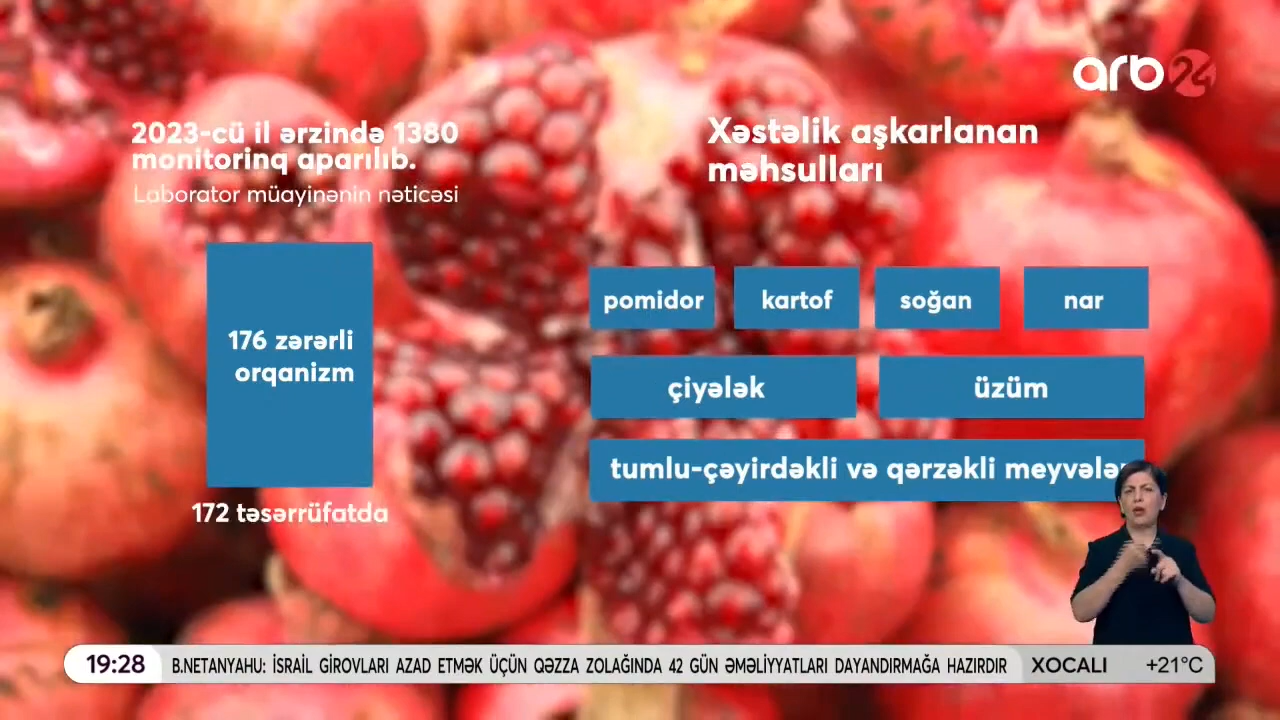 arb 24
2023-cü il ərzində 1380
monitorinq aparılıb.
Laborator müayinənin nəticəsi
176 zərərli
orqanizm
172 təsərrüfatda
Xəstəlik aşkarlanan
məhsulları
pomidor
kartof
soğan
nar
çiyələk
üzüm
tumlu-çəyirdəkli və qərzəkli meyvələr
19:28
B.NETANYAHU: İSRAİL GİROVLARI AZAD ETMƏK ÜÇÜN QƏZZA ZOLAĞINDA 42 GÜN ƏMƏLİYYATLARI DAYANDIRMAĞA HAZIRDIR
XOCALI
+21°C